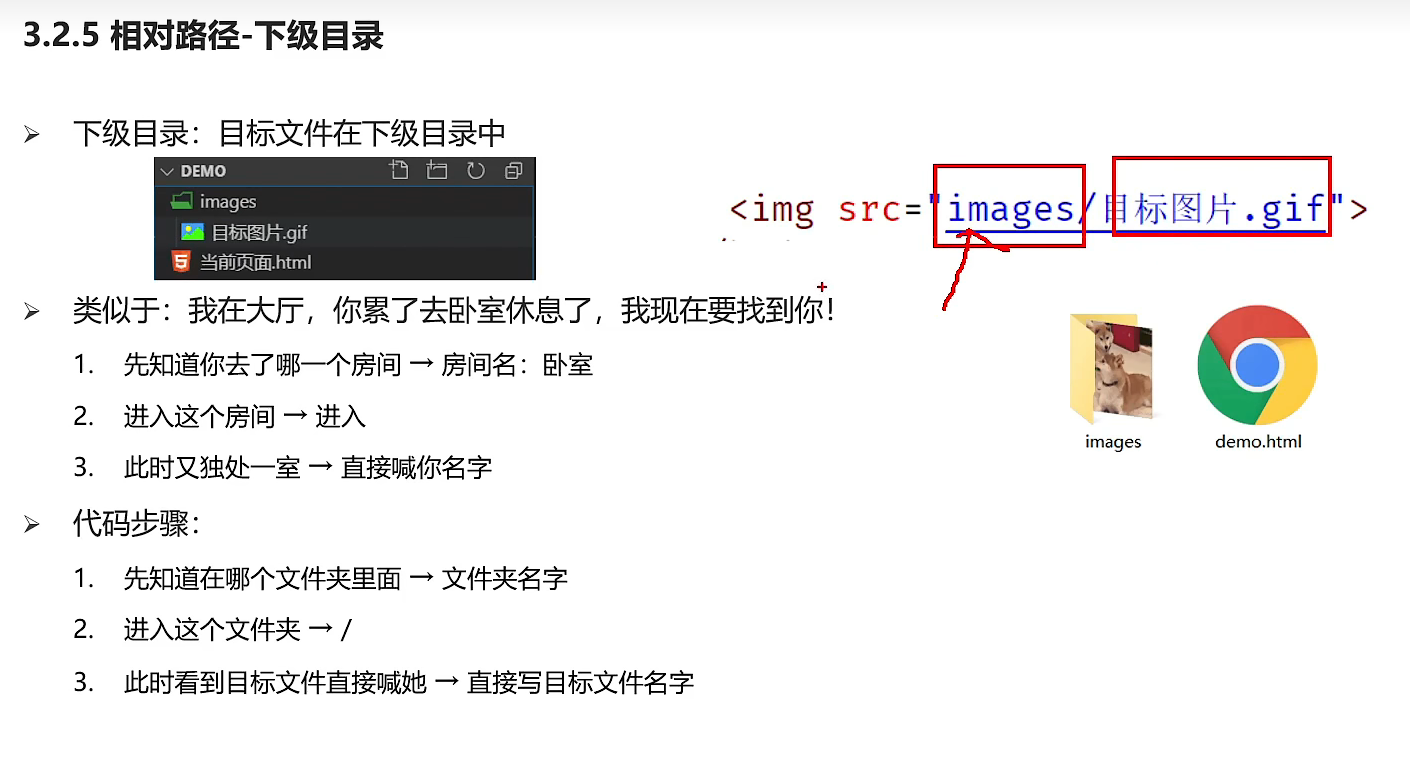 3.2.5 相对路径-下级目录
下级目录：目标文件在下级目录中
DEMO
images
目标图片.gif
当前页面.html
<img src="images/目标图片.gif">
类似于：我在大厅，你累了去卧室休息了，我现在要找到你！
1. 先知道你去了哪一个房间 → 房间名：卧室
2. 进入这个房间 → 进入
3. 此时又独处一室 → 直接喊你名字
images
demo.html
代码步骤：
1. 先知道在哪个文件夹里面 → 文件夹名字
2. 进入这个文件夹 → /
3. 此时看到目标文件直接喊她 → 直接写目标文件名字